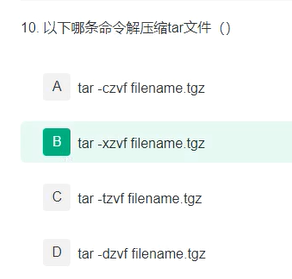 10. 以下哪条命令解压缩tar文件（）
A tar -czvf filename.tgz
B tar -xzvf filename.tgz
C tar -tzvf filename.tgz
D tar -dzvf filename.tgz